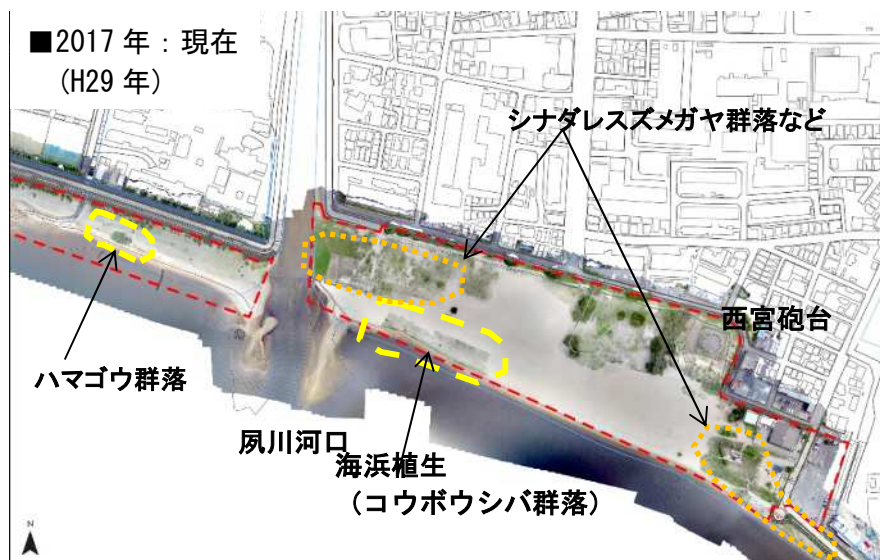 ■2017年：現在
（H29年）
シナダレスズメガヤ群落など
西宮砲台
ハマゴウ群落
夙川河口
海浜植生
（コウボウシバ群落）
N